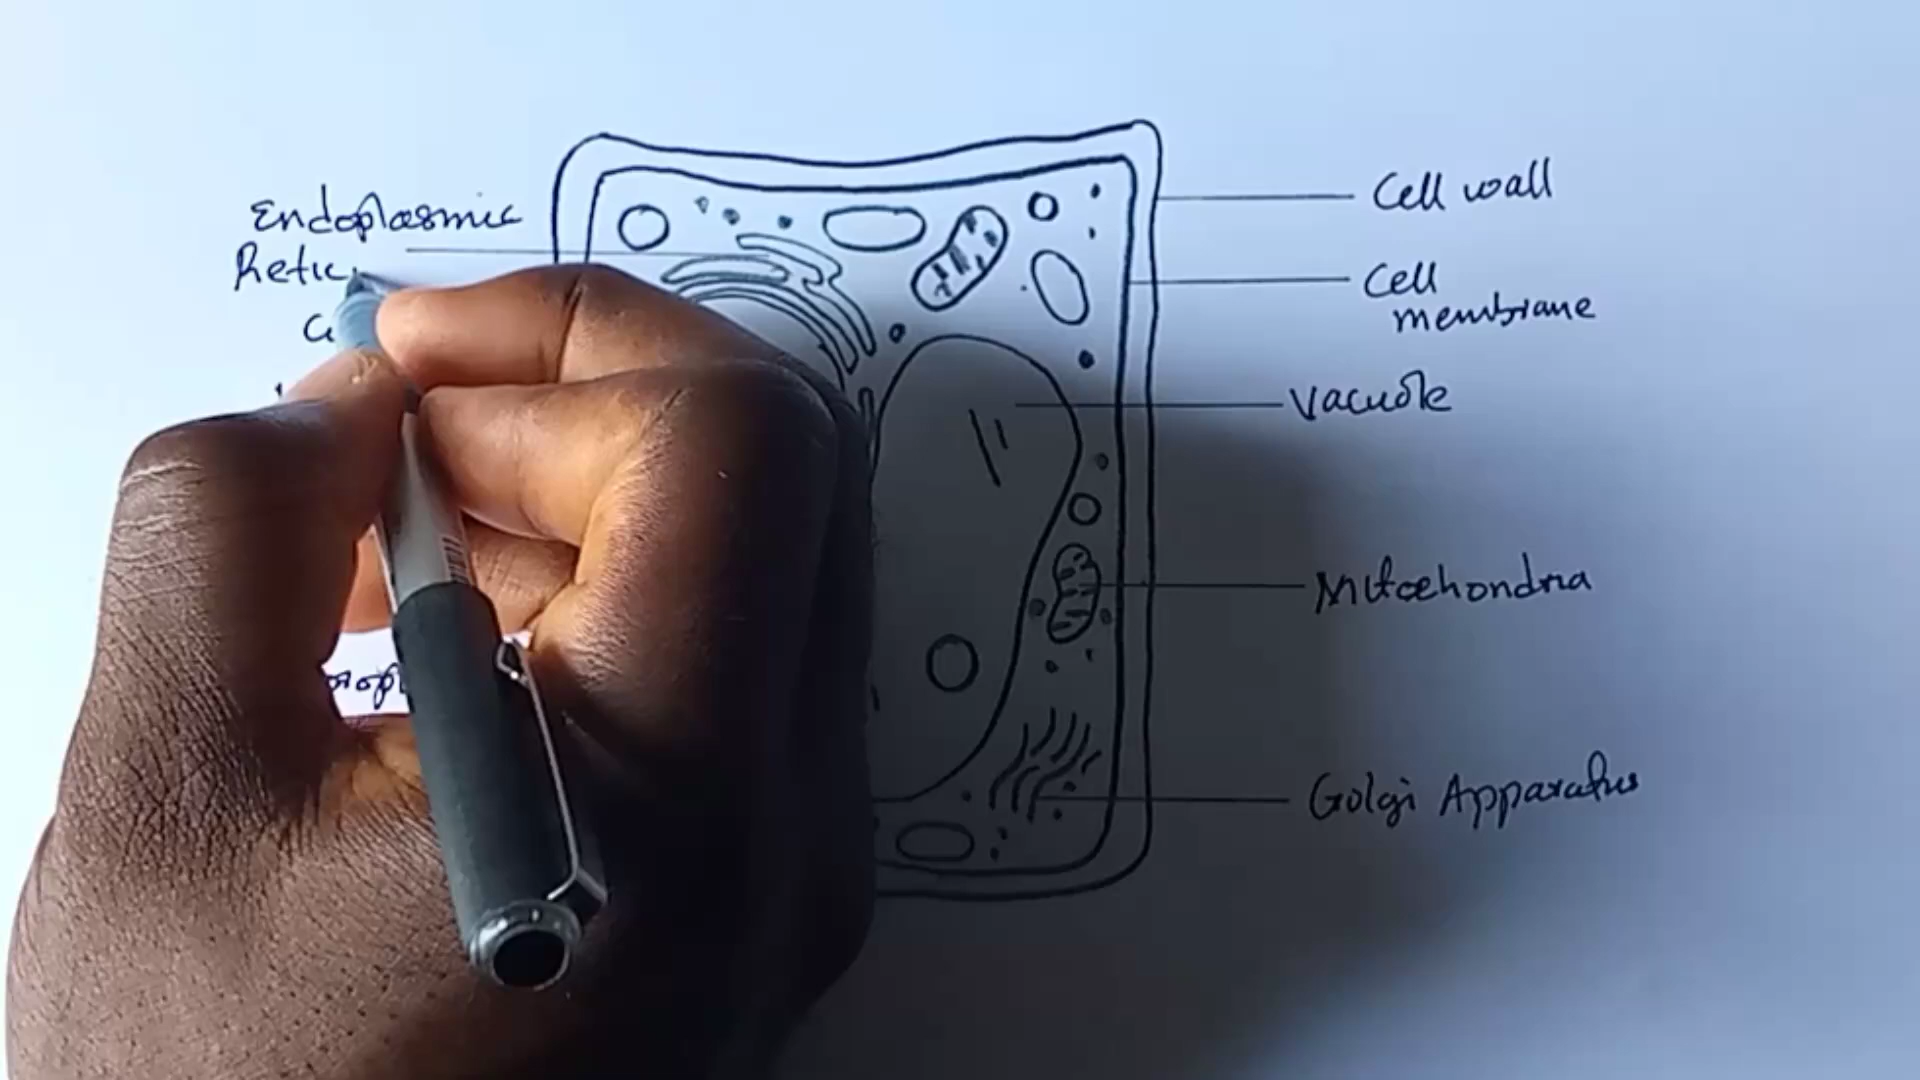 Endoplasmic
Retic
Cell wall
Cell
membrane
Vacuole
Mitochondria
Golgi Apparatus